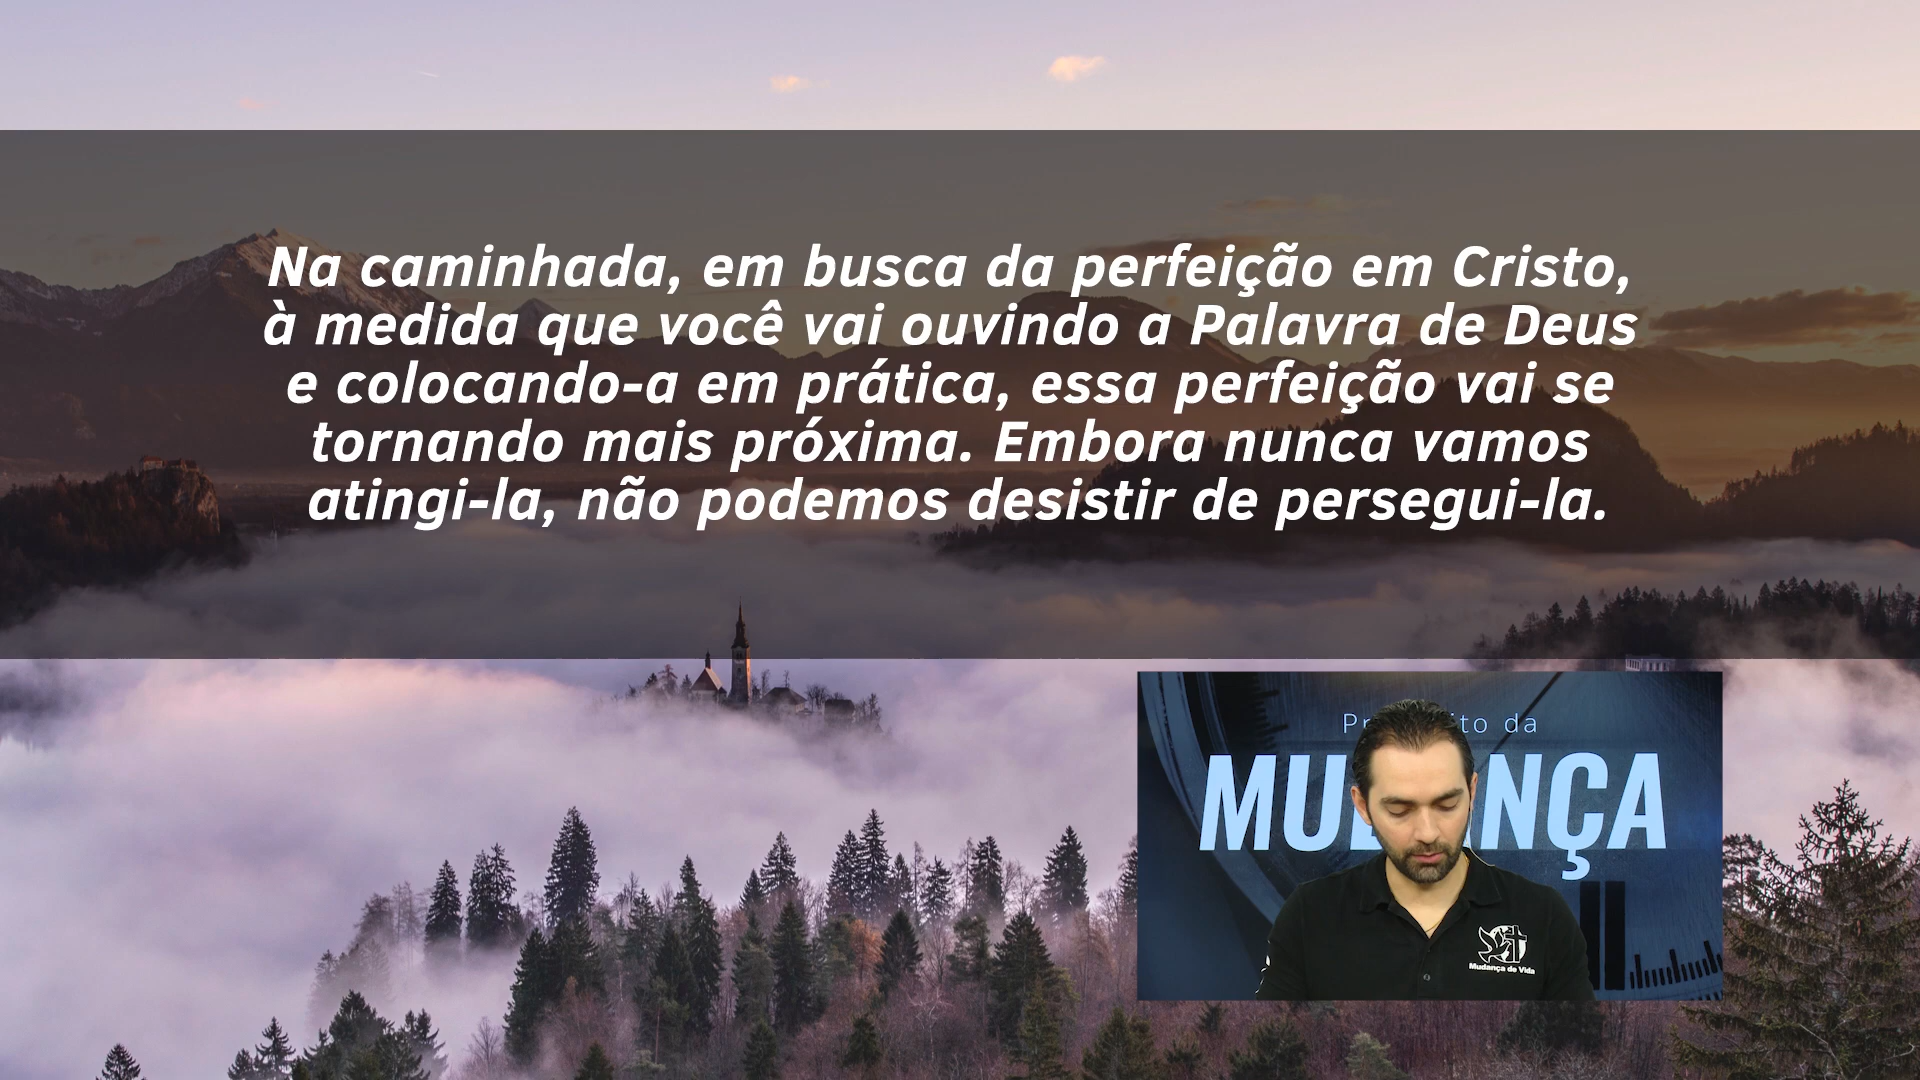 Na caminhada, em busca da perfeição em Cristo,
à medida que você vai ouvindo a Palavra de Deus
e colocando-a em prática, essa perfeição vai se
tornando mais próxima. Embora nunca vamos
atingi-la, não podemos desistir de persegui-la.
da
Mudança de Vida